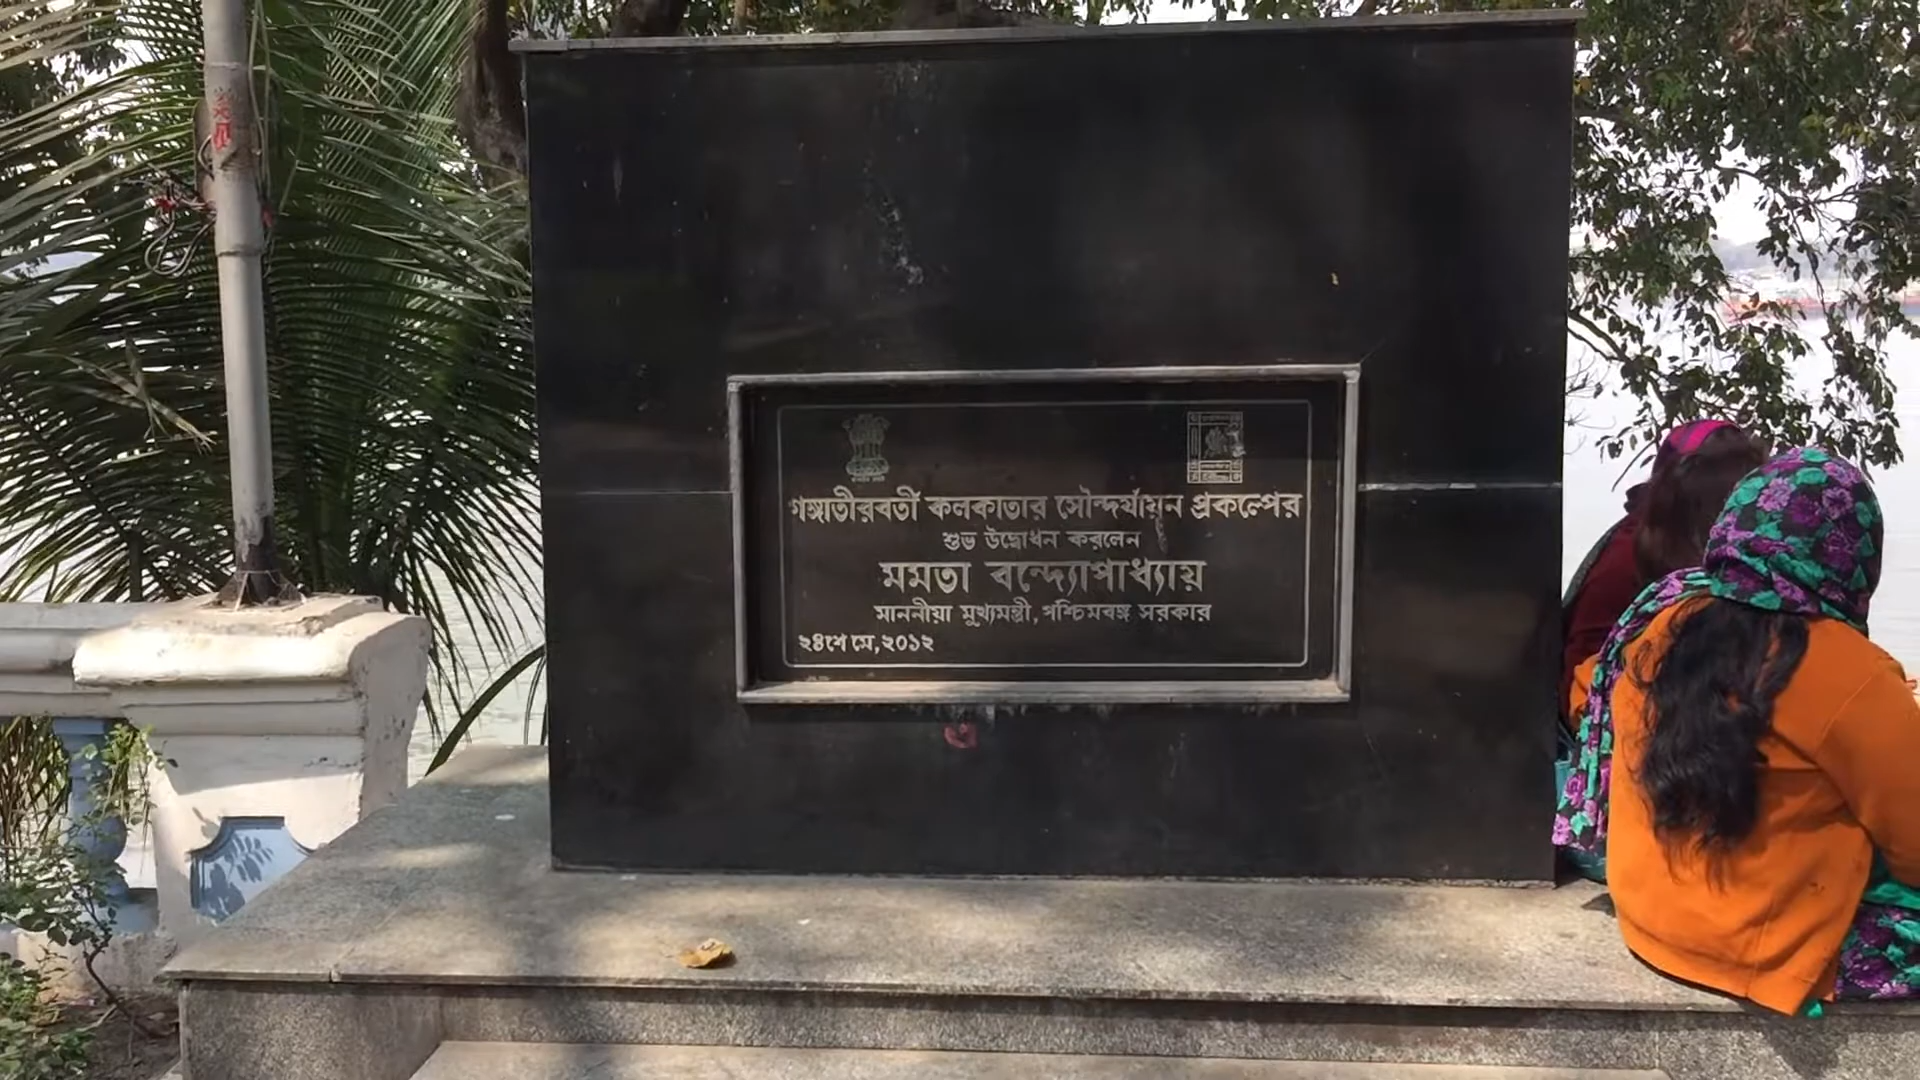 গঙ্গাতীরবর্তী কলকাতার সৌন্দর্যায়ন প্রকল্পের
শুভ উদ্বোধন করলেন
মমতা বন্দ্যোপাধ্যায়
মাননীয়া মুখ্যমন্ত্রী, পশ্চিমবঙ্গ সরকার
২৪শে মে, ২০১২